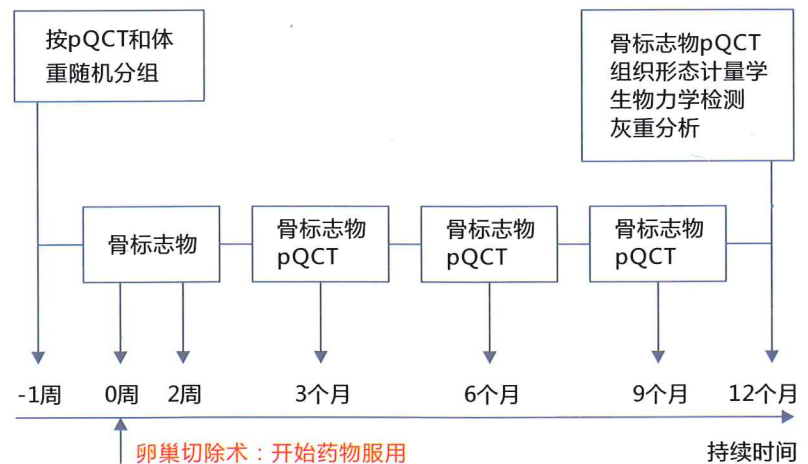 按pQCT和体
重随机分组
骨标志物pQCT
组织形态计量学
生物力学检测
灰重分析
骨标志物
骨标志物
pQCT
骨标志物
pQCT
骨标志物
pQCT
-1周
0周
2周
3个月
6个月
9个月
12个月
卵巢切除术：开始药物服用
持续时间